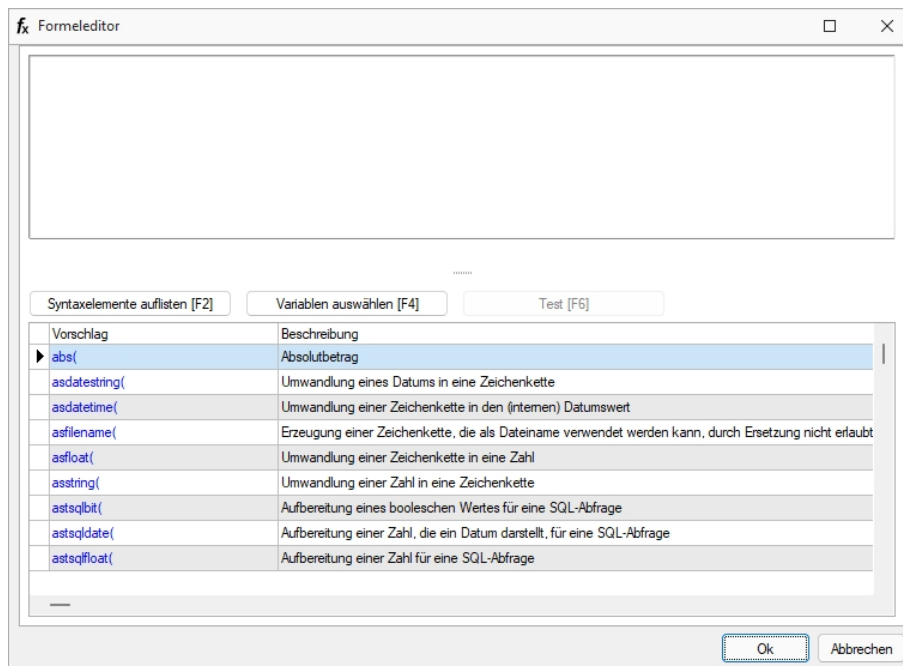 fx Formeleditor
Syntaxelemente auflisten [F2] Variablen auswählen [F4] Test [F6]
Vorschlag Beschreibung
abs( Absolutbetrag
asdatestring( Umwandlung eines Datums in eine Zeichenkette
asdatetime( Umwandlung einer Zeichenkette in den (internen) Datumswert
asfilename( Erzeugung einer Zeichenkette, die als Dateiname verwendet werden kann, durch Ersetzung nicht erlaubt
asfloat( Umwandlung einer Zeichenkette in eine Zahl
asstring( Umwandlung einer Zahl in eine Zeichenkette
astsqlbit( Aufbereitung eines booleschen Wertes für eine SQL-Abfrage
astsqldate( Aufbereitung einer Zahl, die ein Datum darstellt, für eine SQL-Abfrage
astsqlfloat( Aufbereitung einer Zahl für eine SQL-Abfrage
Ok Abbrechen